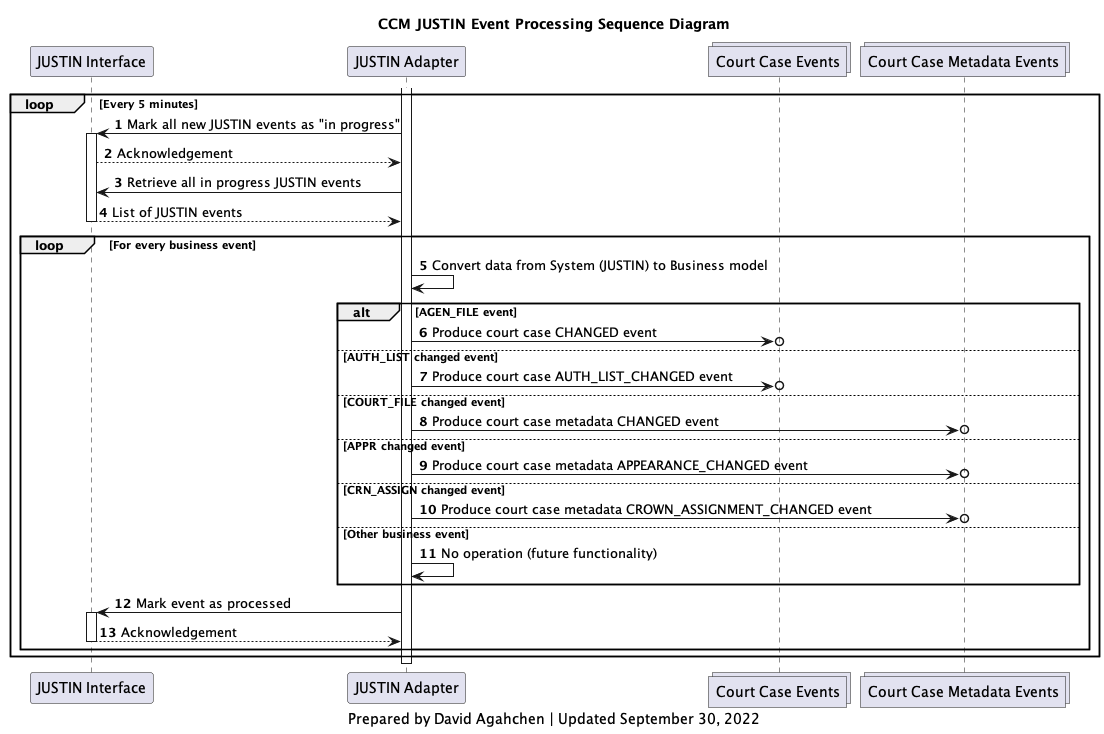 CCM JUSTIN Event Processing Sequence Diagram
JUSTIN Interface
JUSTIN Adapter
Court Case Events
Court Case Metadata Events
loop [Every 5 minutes]
1 Mark all new JUSTIN events as "in progress"
2 Acknowledgement
3 Retrieve all in progress JUSTIN events
4 List of JUSTIN events
loop [For every business event]
5 Convert data from System (JUSTIN) to Business model
alt [AGEN_FILE event]
6 Produce court case CHANGED event
[AUTH_LIST changed event]
7 Produce court case AUTH_LIST_CHANGED event
[COURT_FILE changed event]
8 Produce court case metadata CHANGED event
[APPR changed event]
9 Produce court case metadata APPEARANCE_CHANGED event
[CRN_ASSIGN changed event]
10 Produce court case metadata CROWN_ASSIGNMENT_CHANGED event
[Other business event]
11 No operation (future functionality)
12 Mark event as processed
13 Acknowledgement
JUSTIN Interface
JUSTIN Adapter
Court Case Events
Court Case Metadata Events
Prepared by David Agahchen | Updated September 30, 2022